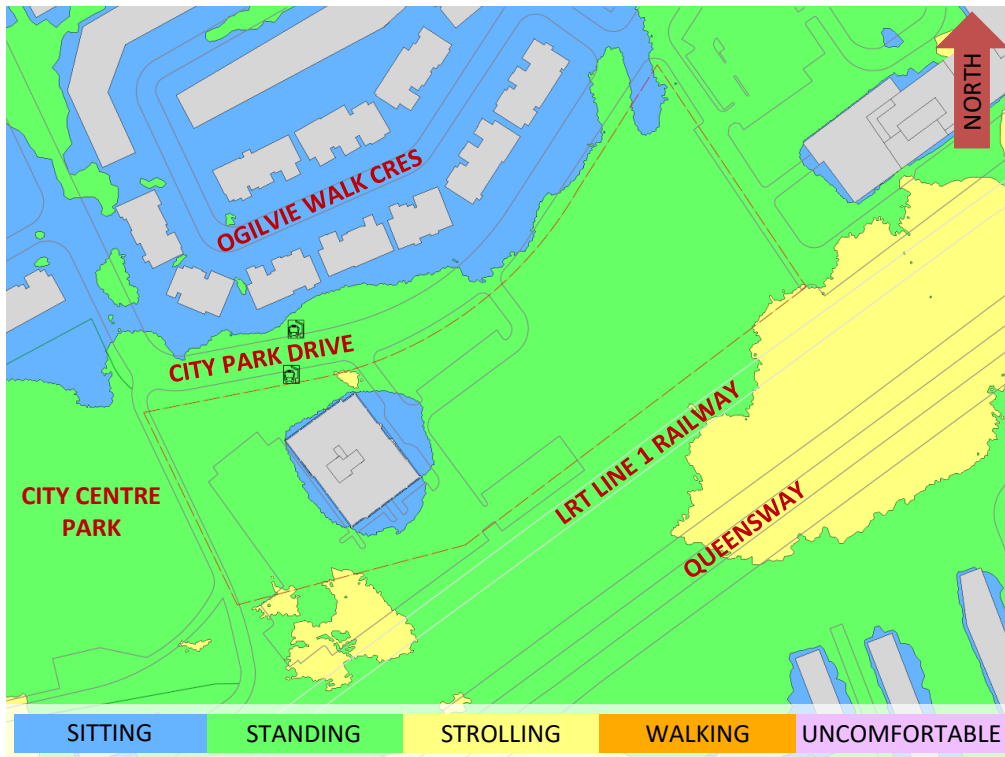 NORTH
OGILVIE WALK CRES
CITY PARK DRIVE
LRT LINE 1 RAILWAY
CITY CENTRE
PARK
QUEENSWAY
SITTING
STANDING
STROLLING
WALKING
UNCOMFORTABLE